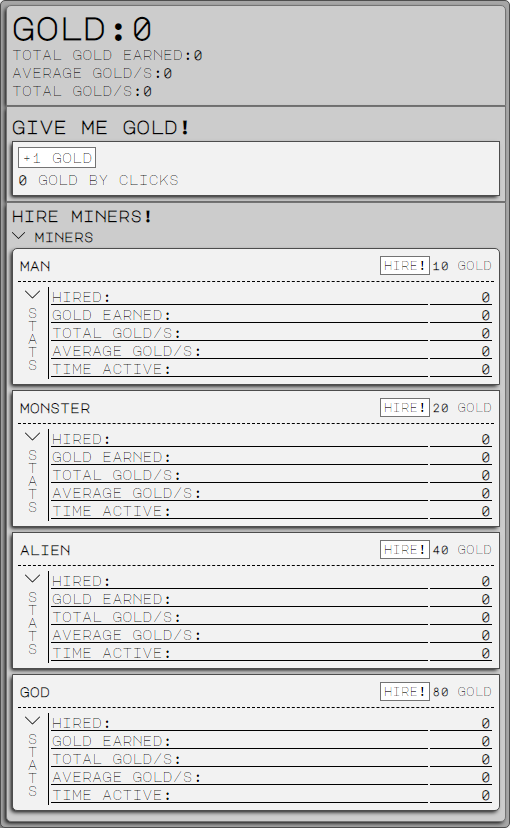 GOLD:0
TOTAL GOLD EARNED:0
AVERAGE GOLD/S:0
TOTAL GOLD/S:0
GIVE ME GOLD!
+1 GOLD
0 GOLD BY CLICKS
HIRE MINERS!
MINERS
MAN HIRE! 10 GOLD
STATS
HIRED: 0
GOLD EARNED: 0
TOTAL GOLD/S: 0
AVERAGE GOLD/S: 0
TIME ACTIVE: 0
MONSTER HIRE! 20 GOLD
STATS
HIRED: 0
GOLD EARNED: 0
TOTAL GOLD/S: 0
AVERAGE GOLD/S: 0
TIME ACTIVE: 0
ALIEN HIRE! 40 GOLD
STATS
HIRED: 0
GOLD EARNED: 0
TOTAL GOLD/S: 0
AVERAGE GOLD/S: 0
TIME ACTIVE: 0
GOD HIRE! 80 GOLD
STATS
HIRED: 0
GOLD EARNED: 0
TOTAL GOLD/S: 0
AVERAGE GOLD/S: 0
TIME ACTIVE: 0